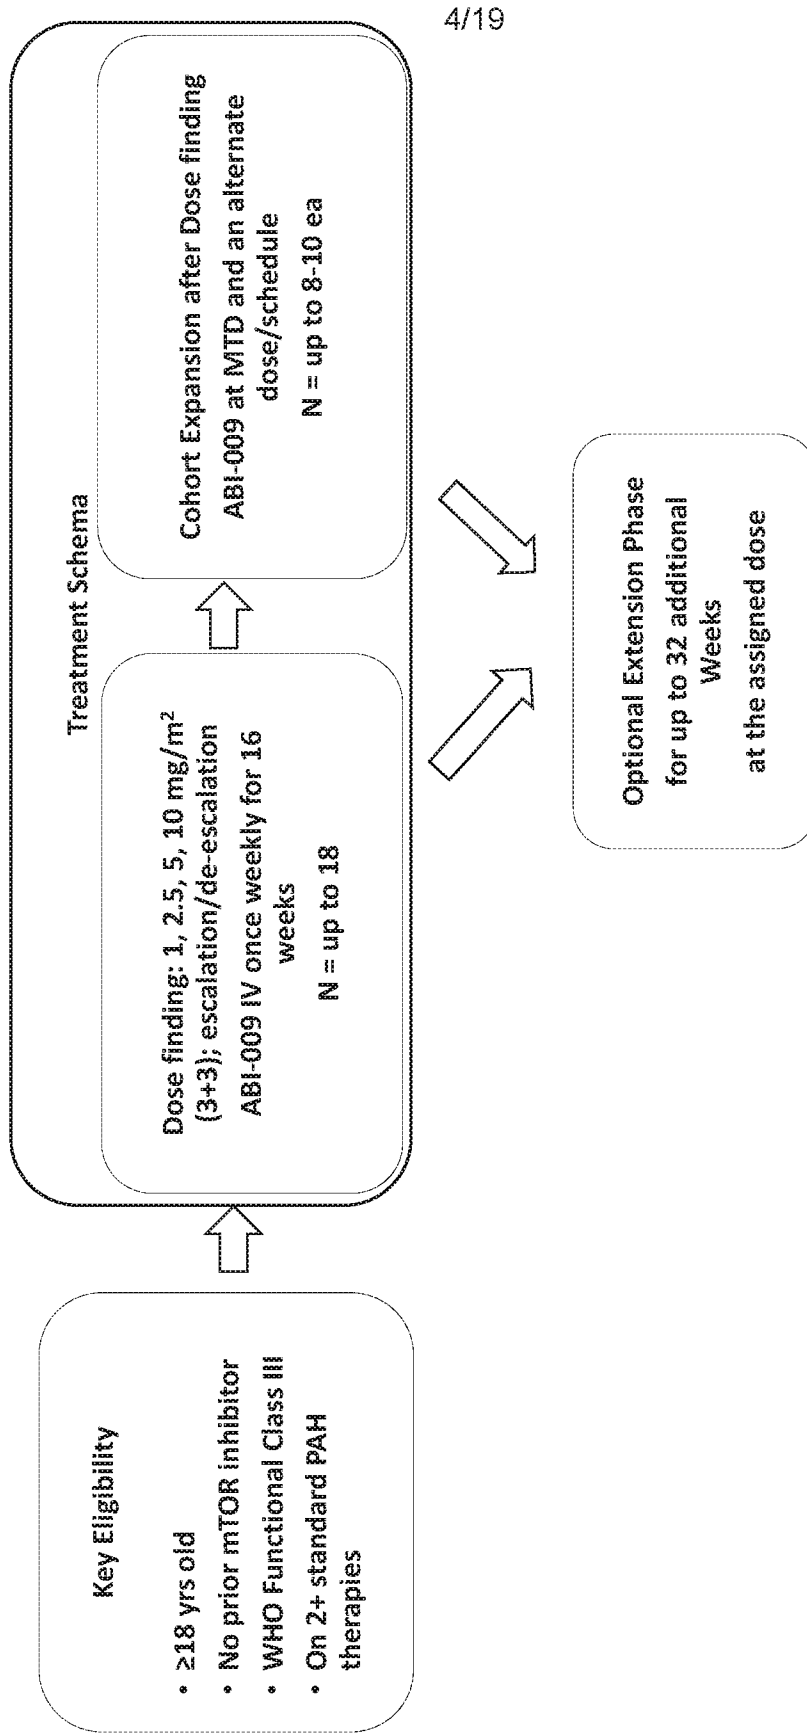 4/19
Key Eligibility
• ≥18 yrs old
• No prior mTOR inhibitor
• WHO Functional Class III
• On 2+ standard PAH
therapies
Treatment Schema
Dose finding: 1, 2.5, 5, 10 mg/m²
(3+3); escalation/de-escalation
ABI-009 IV once weekly for 16
weeks
N = up to 18
Cohort Expansion after Dose finding
ABI-009 at MTD and an alternate
dose/schedule
N = up to 8-10 ea
Optional Extension Phase
for up to 32 additional
Weeks
at the assigned dose